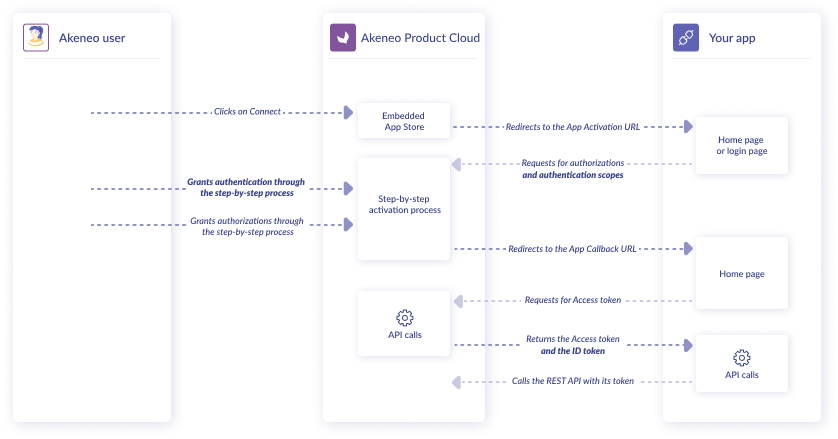 Akeneo user
Akeneo Product Cloud
Your app
Clicks on Connect
Embedded
App Store
Redirects to the App Activation URL
Home page
or login page
Requests for authorizations
and authentication scopes
Grants authentication through
the step-by-step process
Step-by-step
activation process
Grants authorizations through
the step-by-step process
Redirects to the App Callback URL
Home page
Requests for Access token
API calls
Returns the Access token
and the ID token
API calls
Calls the REST API with its token